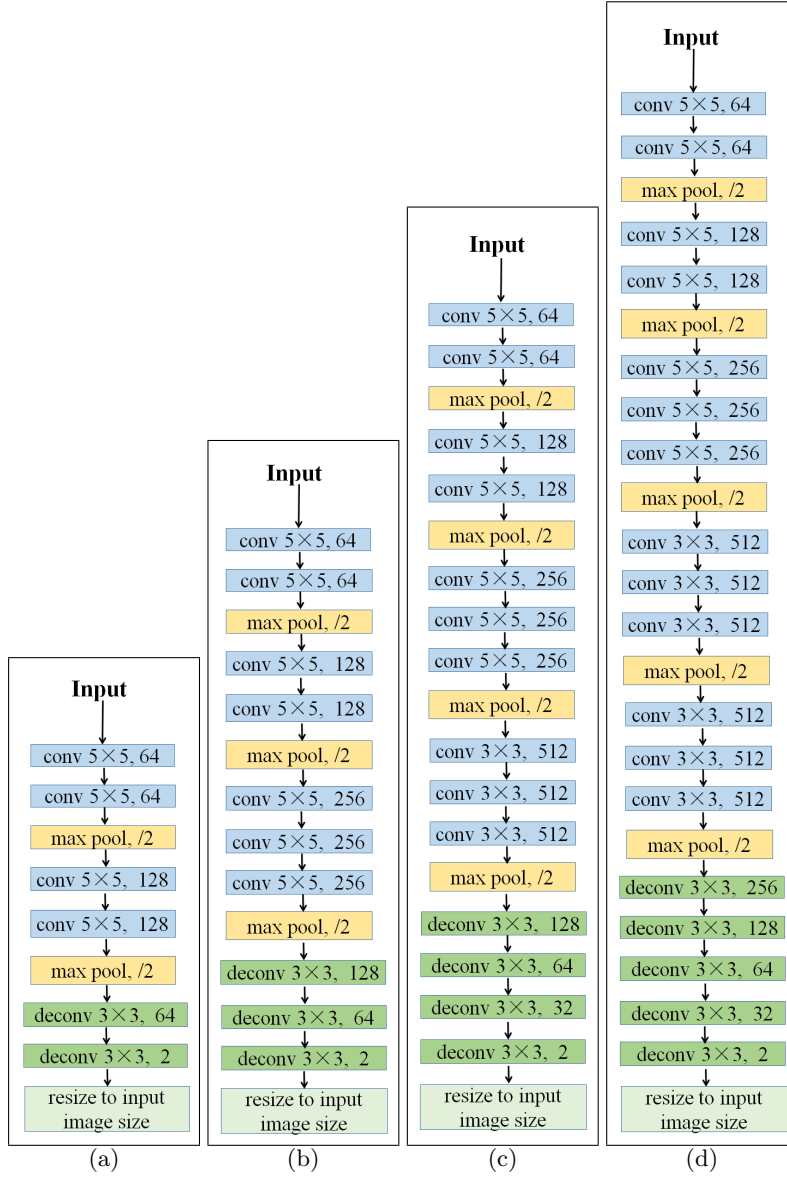 Input
conv 5×5, 64
conv 5×5, 64
max pool, /2
conv 5×5, 128
conv 5×5, 128
max pool, /2
deconv 3×3, 64
deconv 3×3, 2
resize to input
image size
(a)
Input
conv 5×5, 64
conv 5×5, 64
max pool, /2
conv 5×5, 128
conv 5×5, 128
max pool, /2
conv 5×5, 256
conv 5×5, 256
conv 5×5, 256
max pool, /2
deconv 3×3, 128
deconv 3×3, 64
deconv 3×3, 2
resize to input
image size
(b)
Input
conv 5×5, 64
conv 5×5, 64
max pool, /2
conv 5×5, 128
conv 5×5, 128
max pool, /2
conv 5×5, 256
conv 5×5, 256
conv 5×5, 256
max pool, /2
conv 3×3, 512
conv 3×3, 512
conv 3×3, 512
max pool, /2
deconv 3×3, 128
deconv 3×3, 64
deconv 3×3, 32
deconv 3×3, 2
resize to input
image size
(c)
Input
conv 5×5, 64
conv 5×5, 64
max pool, /2
conv 5×5, 128
conv 5×5, 128
max pool, /2
conv 5×5, 256
conv 5×5, 256
conv 5×5, 256
max pool, /2
conv 3×3, 512
conv 3×3, 512
conv 3×3, 512
max pool, /2
conv 3×3, 512
conv 3×3, 512
conv 3×3, 512
max pool, /2
deconv 3×3, 256
deconv 3×3, 128
deconv 3×3, 64
deconv 3×3, 32
deconv 3×3, 2
resize to input
image size
(d)